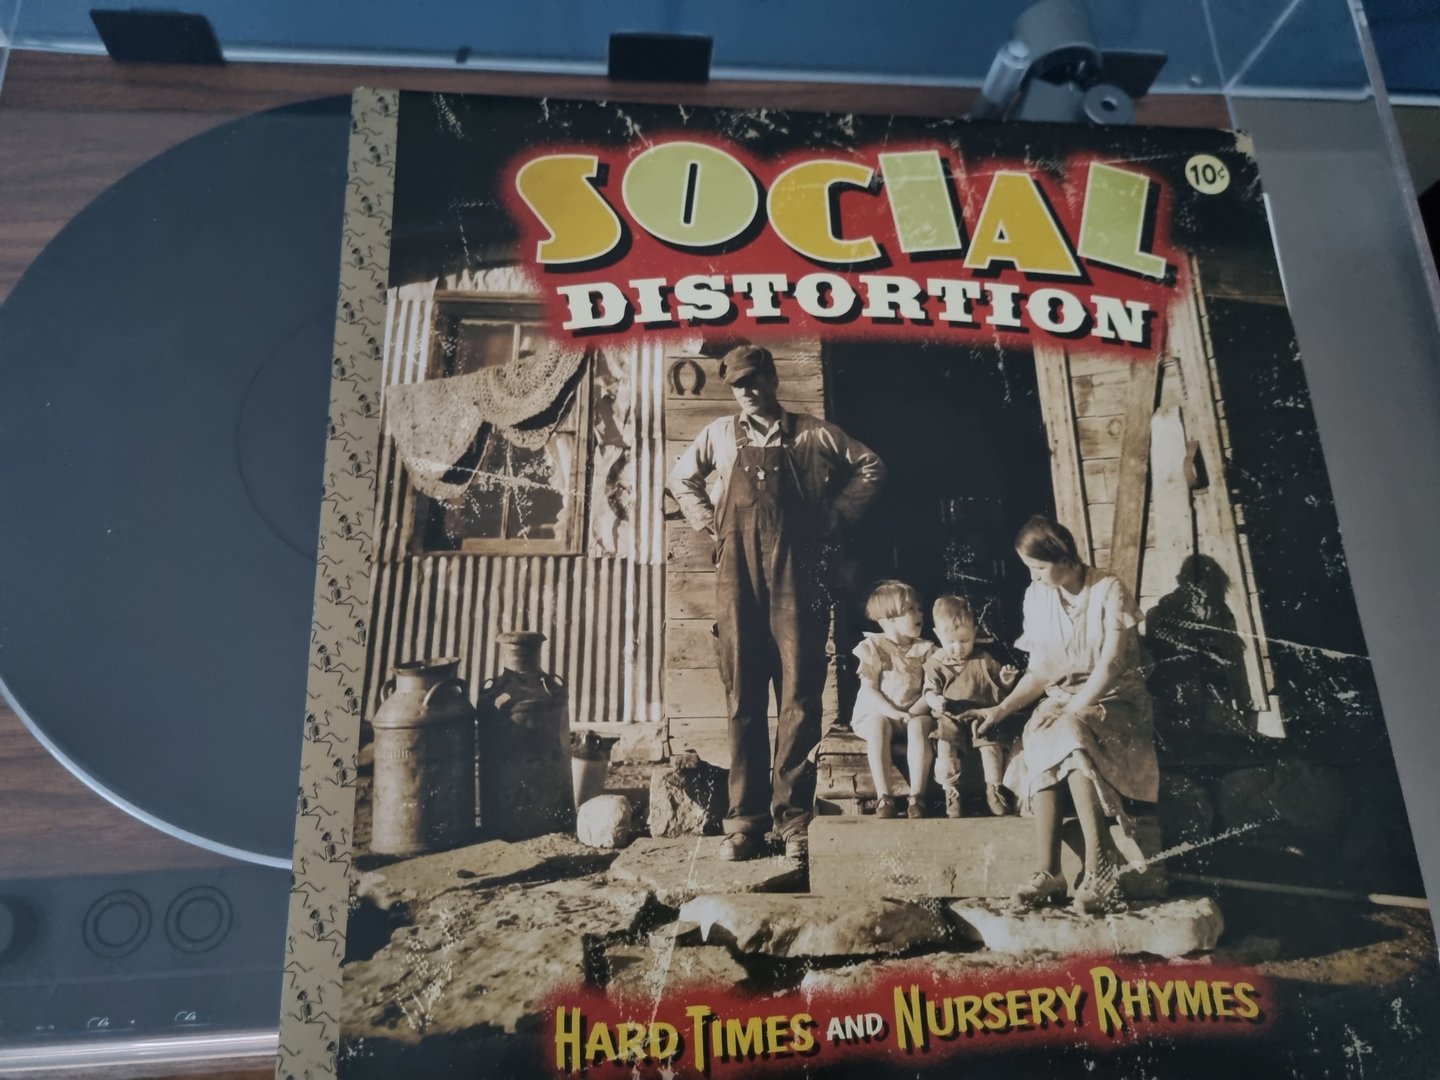 SOCIAL
10¢
DISTORTION
HARD TIMES AND NURSERY RHYMES